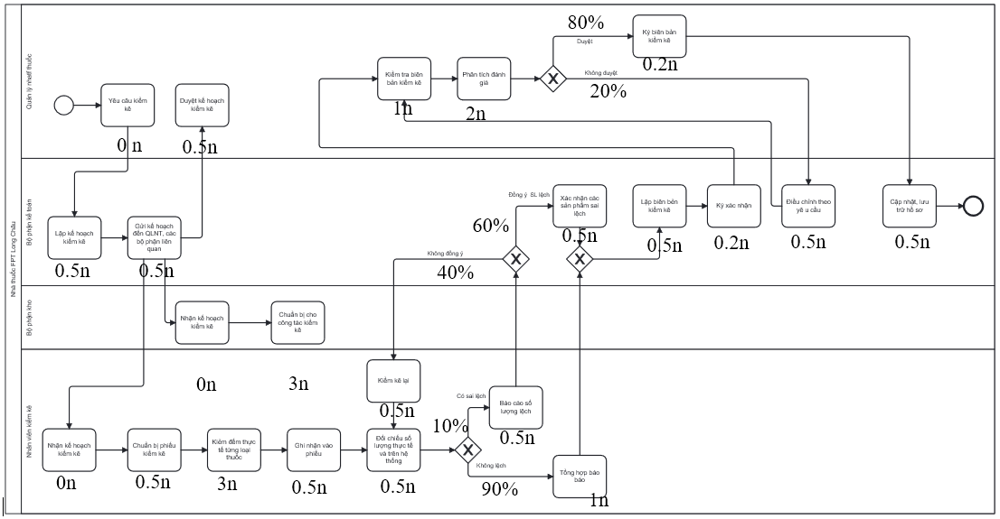 Nhà thuốc FPT Long Châu
Quản lý nhaff thuốc
Yêu cầu kiểm
kê
0 n
Duyệt kế hoạch
kiểm kê
0.5n
Kiểm tra biên
bản kiểm kê
1n
Phân tích đánh
giá
2n
80%
Duyệt
Ký biên bản
kiểm kê
0.2n
Không duyệt
20%
Bộ phận kế toán
Lập kế hoạch
kiểm kê
0.5n
Gửi kế hoạch
đến QLNT, các
bộ phận liên
quan
0.5n
Không đồng ý
40%
60%
Đồng ý SL lệch
Xác nhận các
sản phẩm sai
lệch
0.5n
Lập biên bên
kiểm kê
0.5n
Ký xác nhận
0.2n
Điều chỉnh theo
yê u cầu
0.5n
Cập nhật, lưu
trữ hồ sơ
0.5n
Bộ phận kho
Nhận kế hoạch
kiểm kê
Chuẩn bị cho
công tác kiểm
kê
0n
3n
Nhân viên kiểm kê
Nhận kế hoạch
kiểm kê
0n
Chuẩn bị phiếu
kiểm kê
0.5n
Kiểm đếm thực
tế từng loại
thuốc
3n
Ghi nhận vào
phiếu
0.5n
Kiểm kê lại
0.5n
Đối chiếu số
lượng thực tế
và trên hệ
thống
0.5n
Có sai lệch
10%
Báo cáo số
lượng lệch
0.5n
Không lệch
90%
Tổng hợp báo
báo
1n